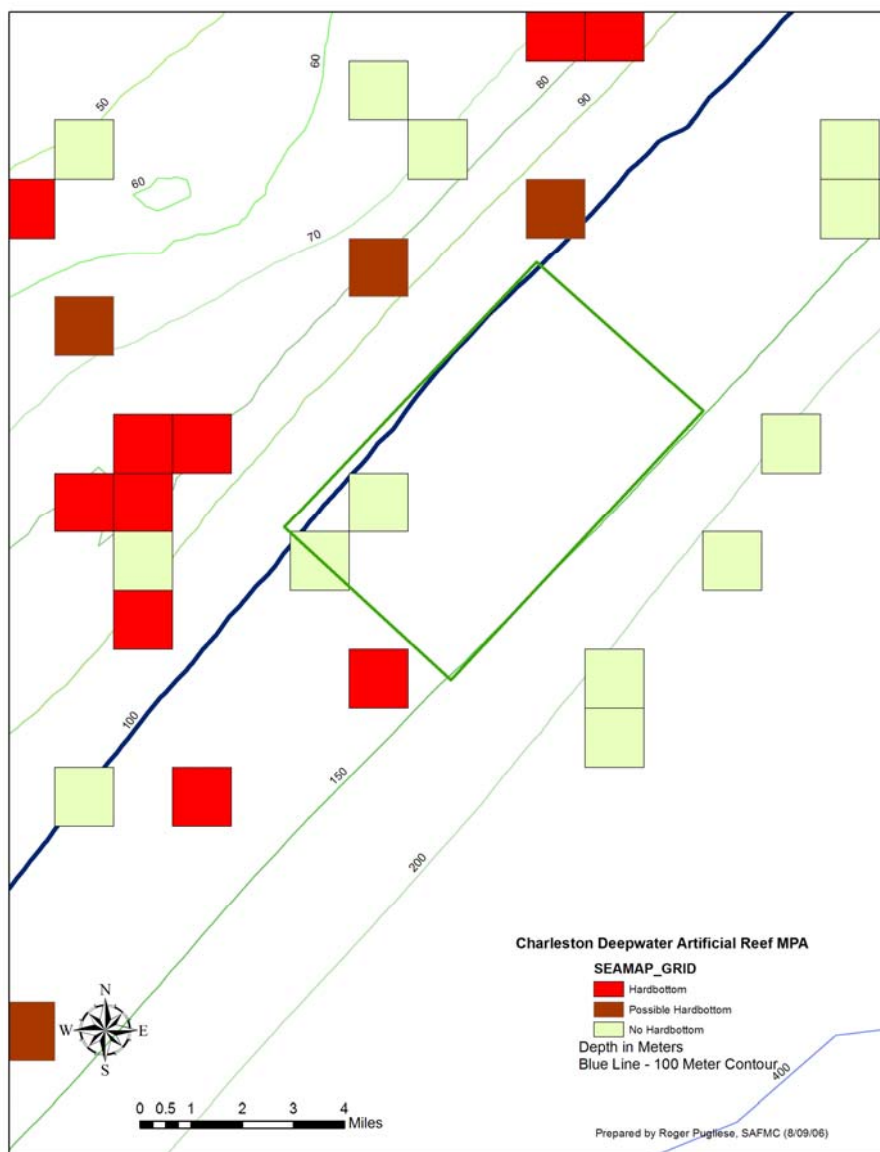 60
80
90
50
60
70
100
150
200
Charleston Deepwater Artificial Reef MPA
SEAMAP_GRID
Hardbottom
Possible Hardbottom
No Hardbottom
Depth in Meters
Blue Line - 100 Meter Contour
400
N
W E
S
0 0.5 1 2 3 4
Miles
Prepared by Roger Pugliese, SAFMC (8/09/06)